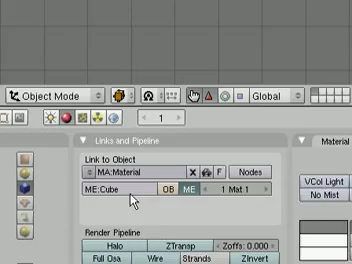 Object Mode Global
1
Links and Pipeline Material
Link to Object
MA:Material X F Nodes
ME:Cube OB ME 1 Mat 1
VCol Light
No Mist
Render Pipeline
Halo ZTransp Zoffs: 0.000
Full Osa Wire Strands ZInvert